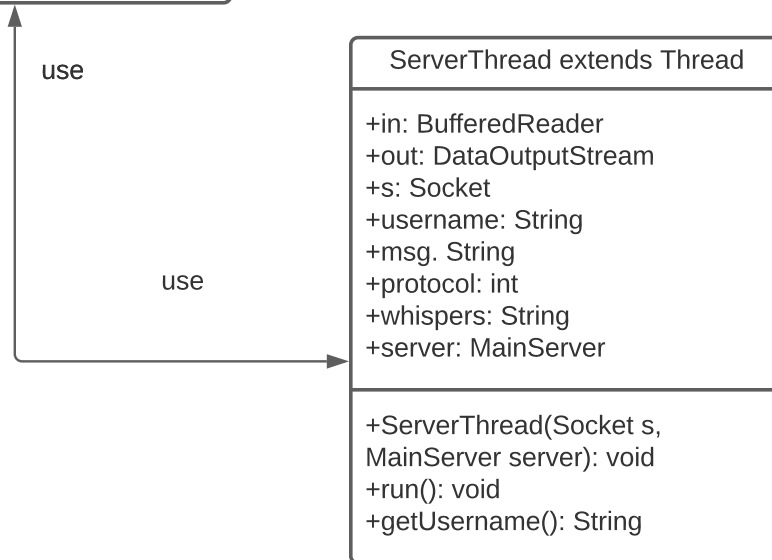 use
ServerThread extends Thread
+in: BufferedReader
+out: DataOutputStream
+s: Socket
+username: String
+msg. String
+protocol: int
+whispers: String
+server: MainServer
use
+ServerThread(Socket s,
MainServer server): void
+run(): void
+getUsername(): String